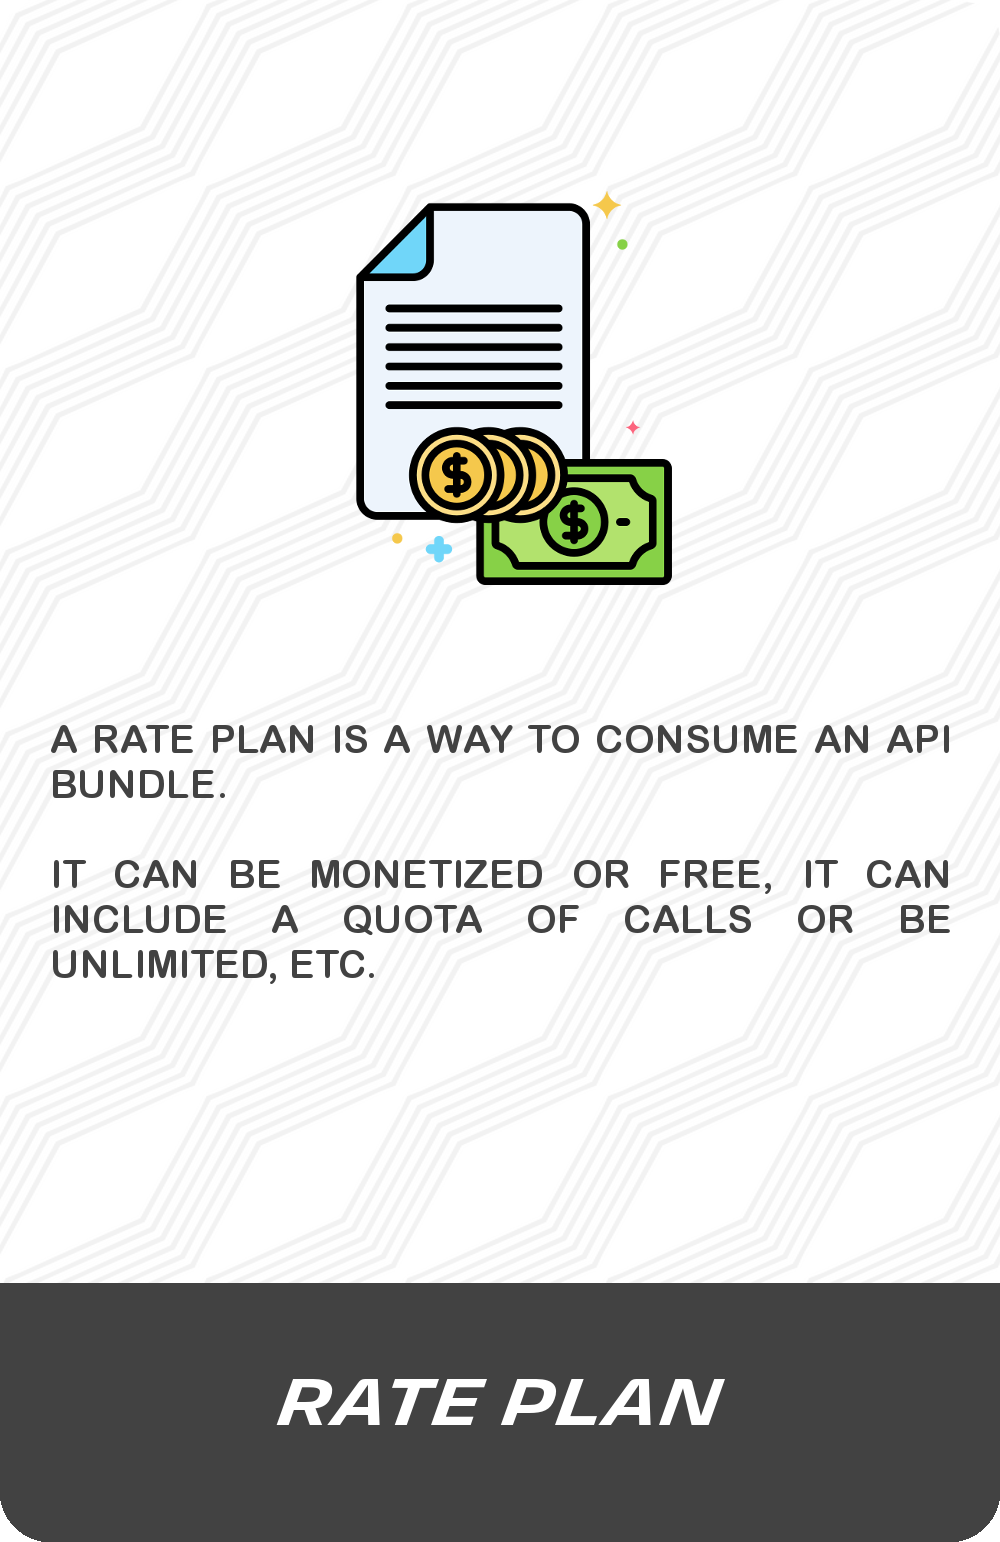 A RATE PLAN IS A WAY TO CONSUME AN API
BUNDLE.
IT CAN BE MONETIZED OR FREE, IT CAN
INCLUDE A QUOTA OF CALLS OR BE
UNLIMITED, ETC.
RATE PLAN